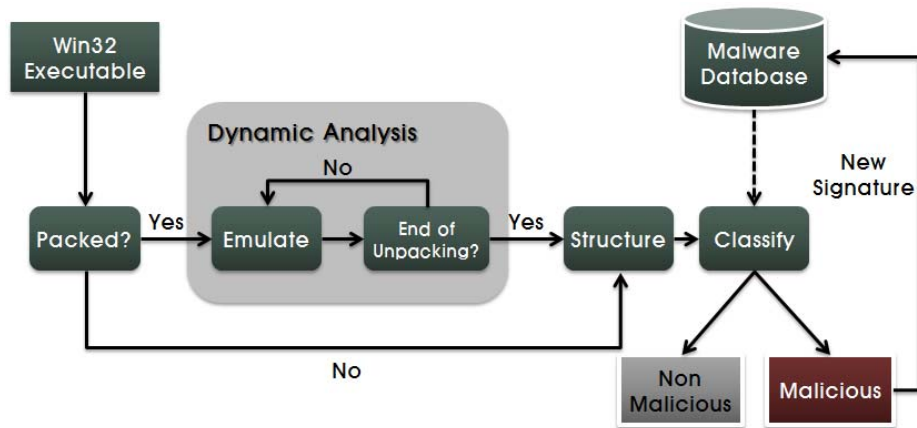 Win32
Executable
Malware
Database
Dynamic Analysis
No
New
Signature
Packed?
Yes
Emulate
End of
Unpacking?
Yes
Structure
Classify
No
Non
Malicious
Malicious